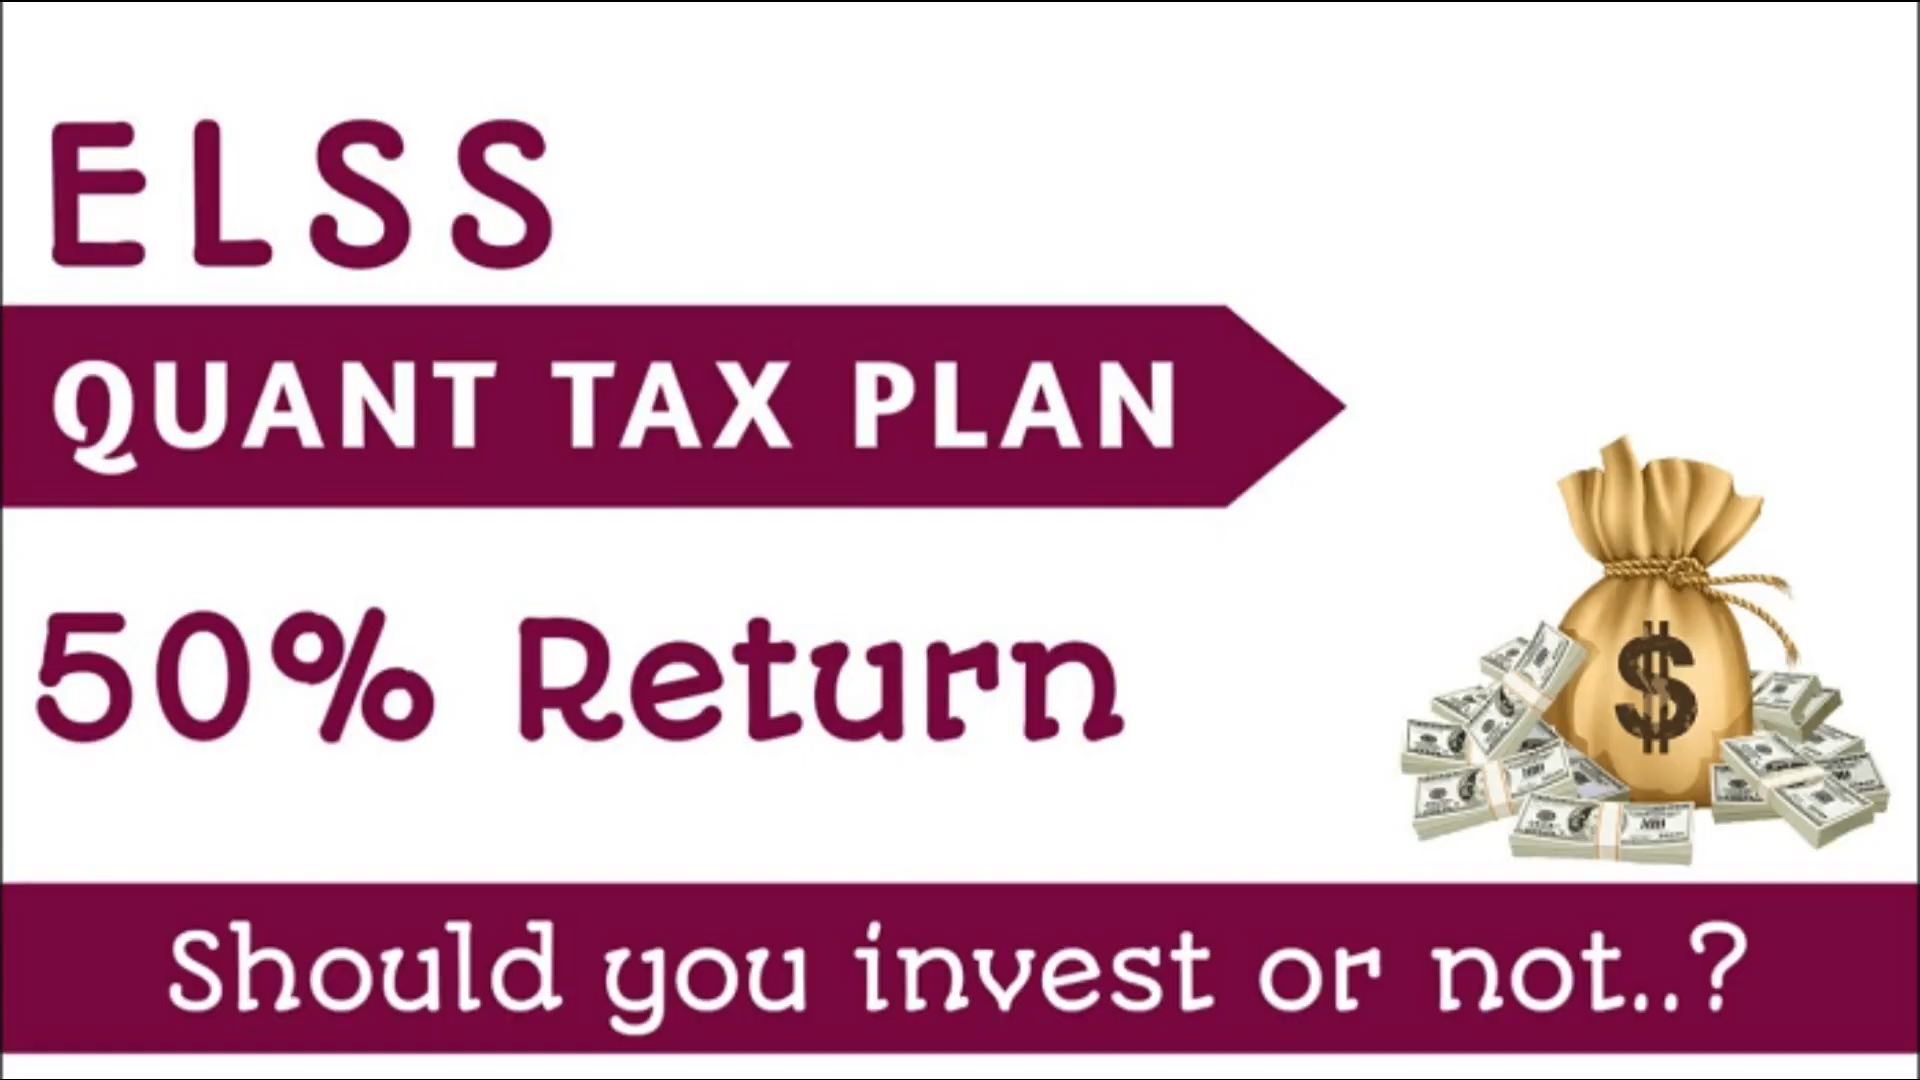 ELSS
QUANT TAX PLAN
50% Return
$
Should you invest or not..?